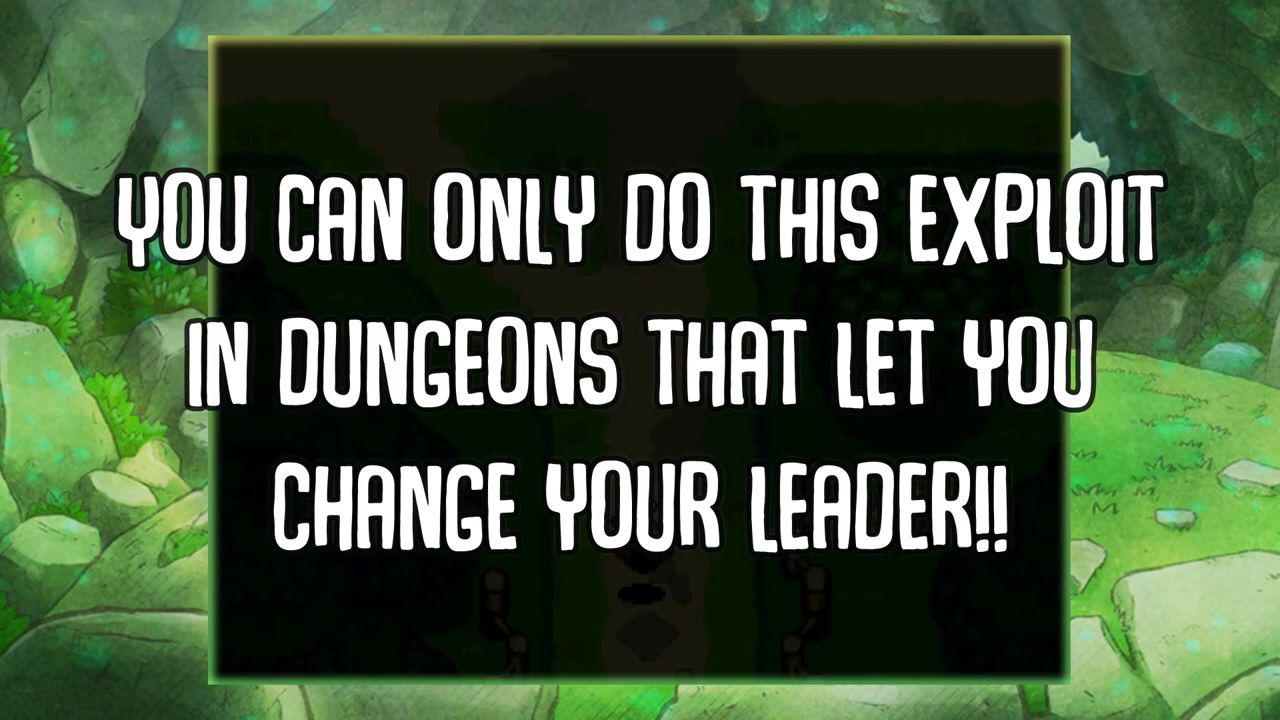 YOU CAN ONLY DO THIS EXPLOIT
IN DUNGEONS THAT LET YOU
CHANGE YOUR LEADER!!